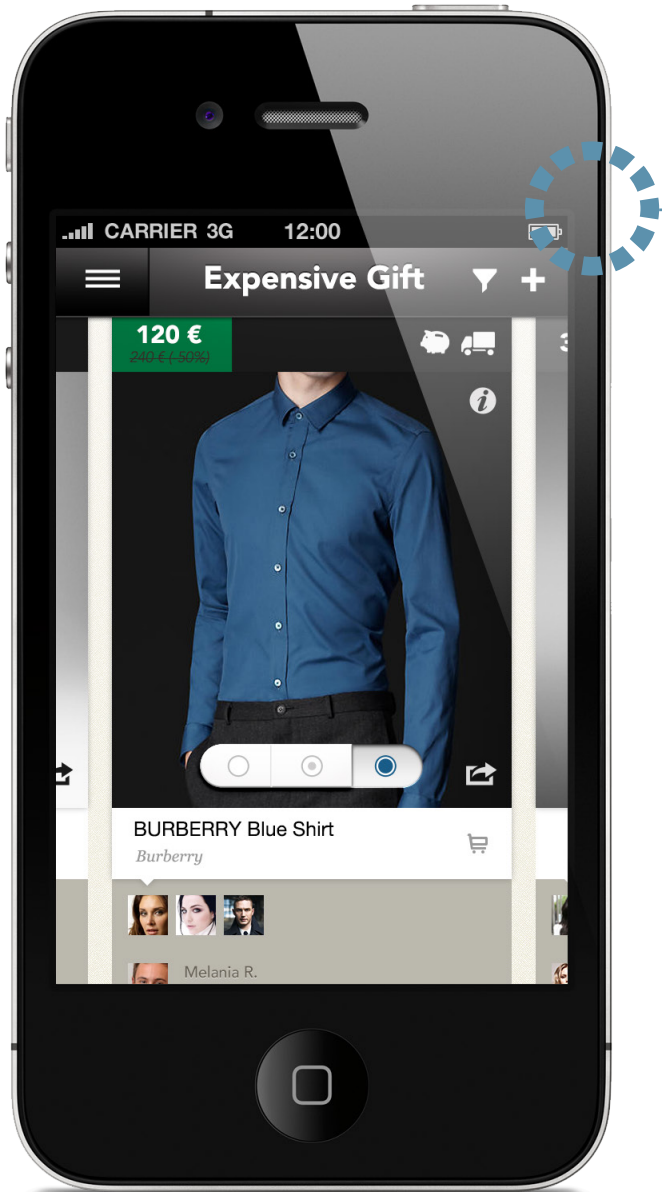 CARRIER 3G 12:00
Expensive Gift
120 €
240 € (-50%)
BURBERRY Blue Shirt
Burberry
Melania R.